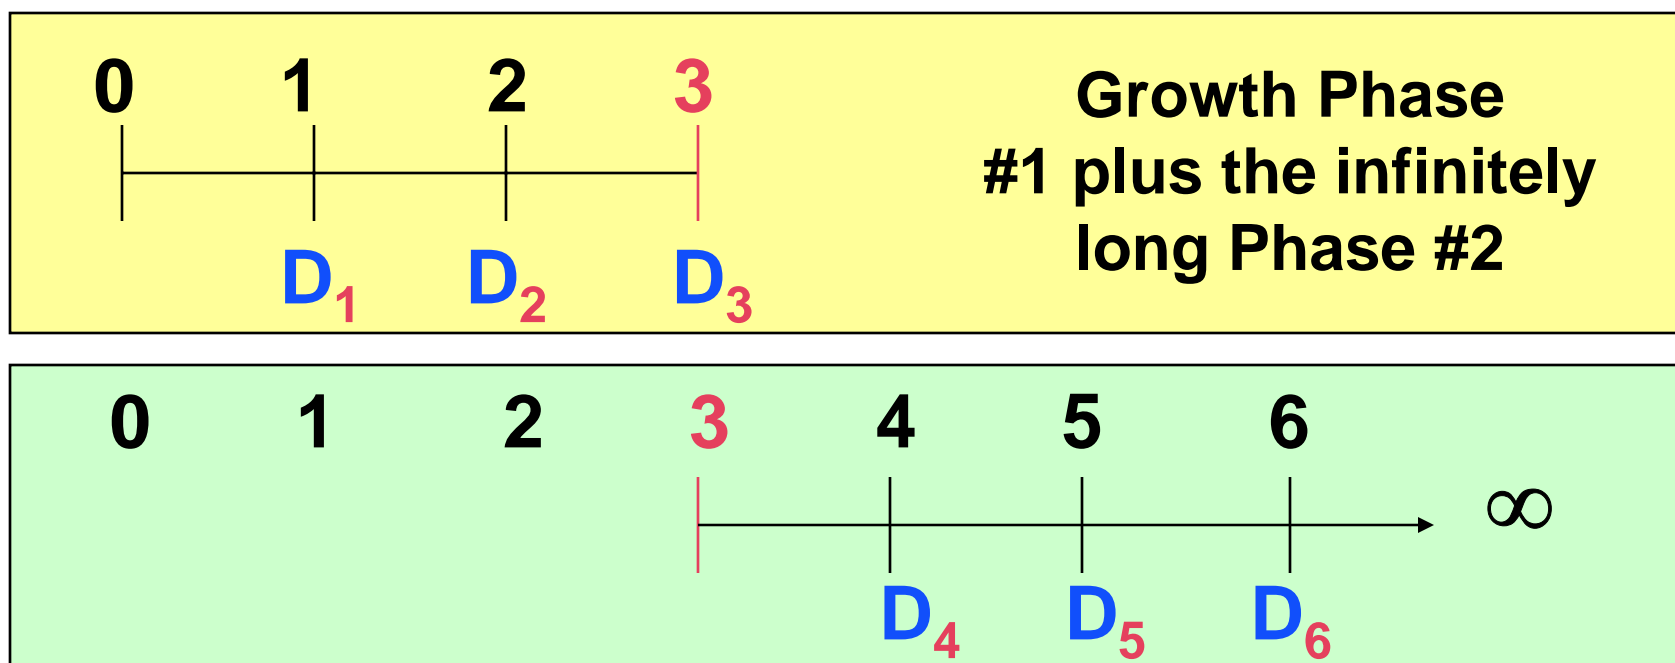 0 1 2 3
Growth Phase
#1 plus the infinitely
long Phase #2
D1 D2 D3
0 1 2 3 4 5 6
∞
D4 D5 D6